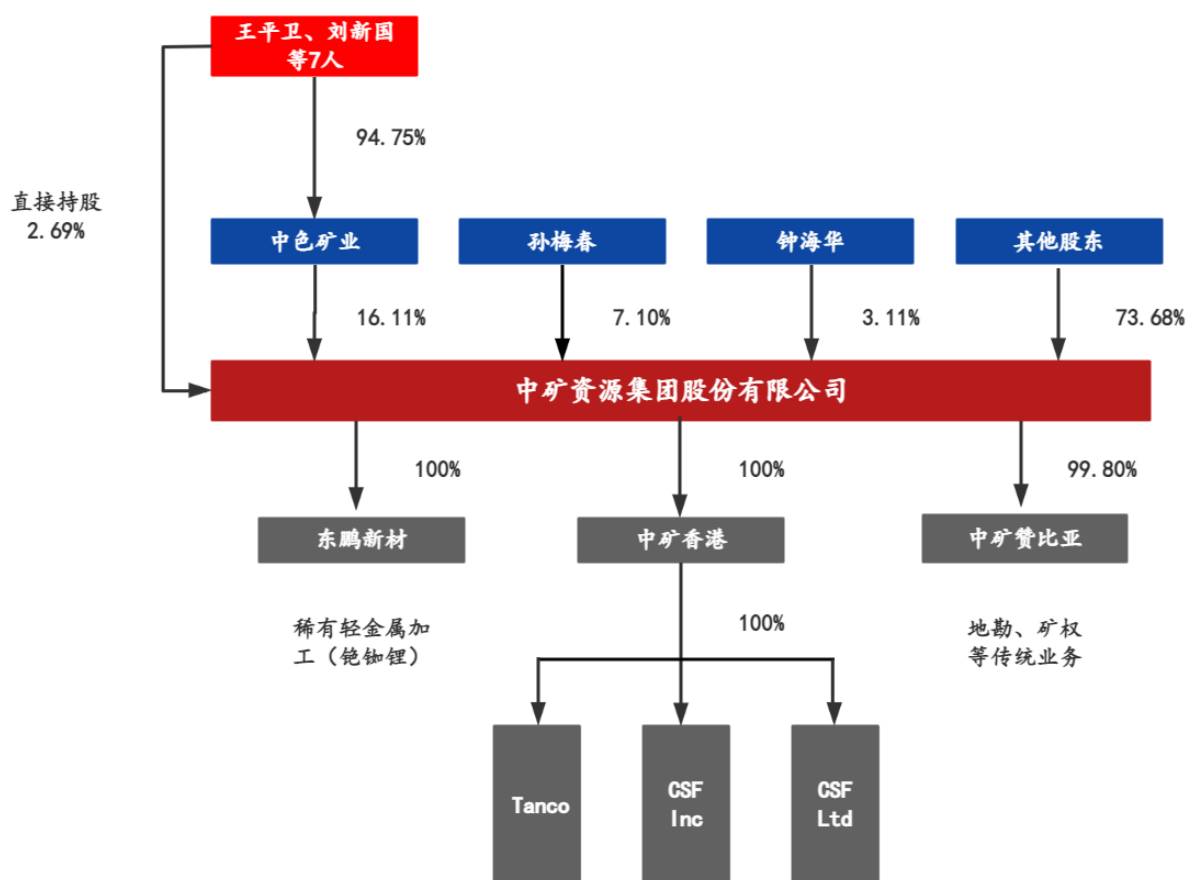 王平卫、刘新国
等7人
94.75%
直接持股
2.69%
中色矿业
孙梅春
钟海华
其他股东
16.11%
7.10%
3.11%
73.68%
中矿资源集团股份有限公司
100%
100%
99.80%
东鹏新材
中矿香港
中矿赞比亚
稀有轻金属加
工（铯铷锂）
100%
地勘、矿权
等传统业务
Tanco
CSF
Inc
CSF
Ltd